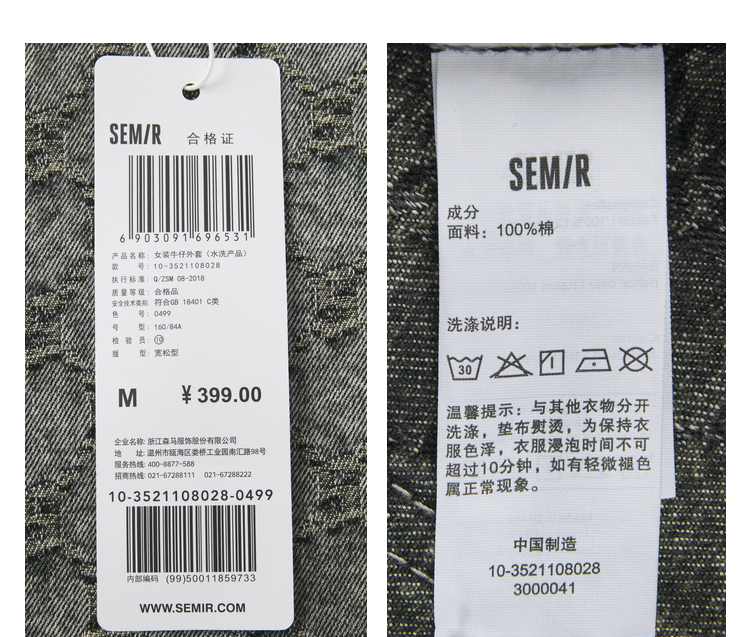 SEM/R 合格证
6 903091 696531
产品名称: 女装牛仔外套(水洗产品)
款 号: 10-3521108028
执行标准: Q/ZSM 08-2018
质量等级: 合格品
安全技术类别: 符合GB 18401 C类
色 号: 0499
号 型: 160/84A
检 验 员: ⑩
版 型: 宽松型
M ¥399.00
企业名称: 浙江森马服饰股份有限公司
地 址: 温州市瓯海区娄桥工业园南汇路98号
服务热线: 400-8877-588
招商热线: 021-67288111 021-67288222
10-3521108028-0499
内部编码 (99)50011859733
WWW.SEMIR.COM
SEM/R
成分
面料: 100%棉
洗涤说明:
30
温馨提示: 与其他衣物分开
洗涤, 垫布熨烫, 为保持衣
服色泽, 衣服浸泡时间不可
超过10分钟, 如有轻微褪色
属正常现象。
中国制造
10-3521108028
3000041